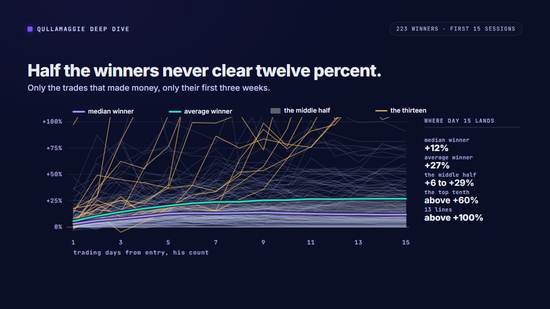 QULLAMAGGIE DEEP DIVE
223 WINNERS · FIRST 15 SESSIONS
Half the winners never clear twelve percent.
Only the trades that made money, only their first three weeks.
median winner
average winner
the middle half
the thirteen
+100%
+75%
+50%
+25%
0%
1 3 5 7 9 11 13 15
trading days from entry, his count
WHERE DAY 15 LANDS
median winner
+12%
average winner
+27%
the middle half
+6 to +29%
the top tenth
above +60%
13 lines
above +100%